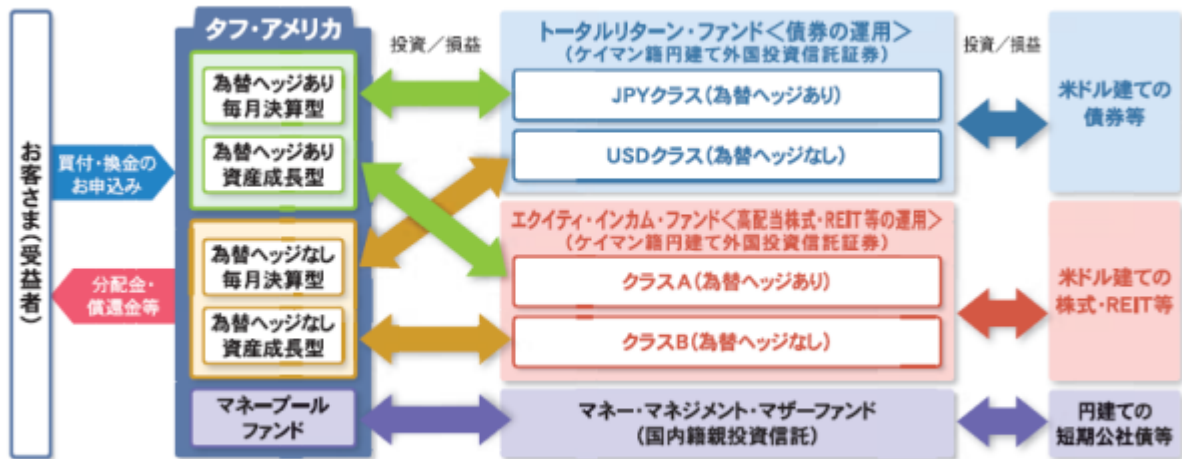 お客さま(受益者)
買付・換金の
お申込み
分配金・
償還金等
タフ・アメリカ
為替ヘッジあり
毎月決算型
為替ヘッジあり
資産成長型
為替ヘッジなし
毎月決算型
為替ヘッジなし
資産成長型
マネープール
ファンド
投資/損益
トータルリターン・ファンド<債券の運用>
(ケイマン籍円建て外国投資信託証券)
JPYクラス(為替ヘッジあり)
USDクラス(為替ヘッジなし)
エクイティ・インカム・ファンド<高配当株式・REIT等の運用>
(ケイマン籍円建て外国投資信託証券)
クラスA(為替ヘッジあり)
クラスB(為替ヘッジなし)
マネー・マネジメント・マザーファンド
(国内籍親投資信託)
投資/損益
米ドル建ての
債券等
米ドル建ての
株式・REIT等
円建ての
短期公社債等